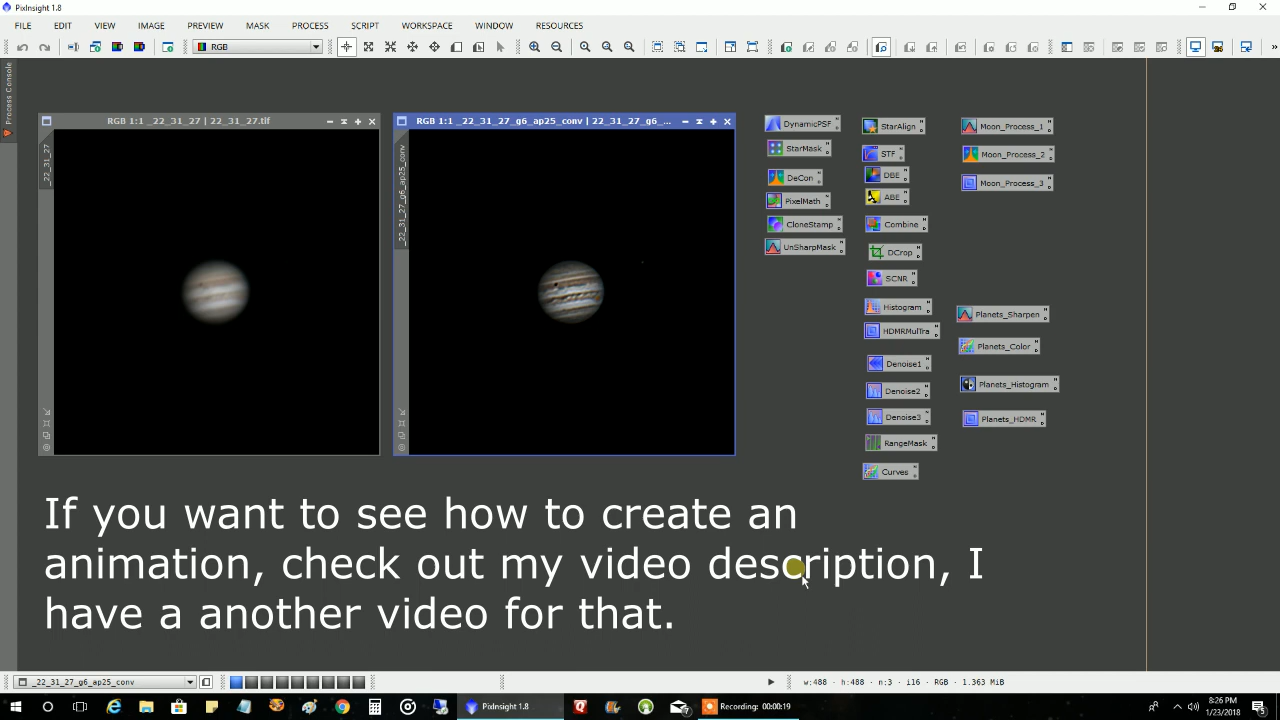 PixInsight 1.8
FILE EDIT VIEW IMAGE PREVIEW MASK PROCESS SCRIPT WORKSPACE WINDOW RESOURCES
RGB
Process Console
RGB 1:1 _22_31_27 | 22_31_27.tif
_22_31_27
RGB 1:1 _22_31_27_g6_ap25_conv | 22_31_27_g6_...
_22_31_27_g6_ap25_conv
DynamicPSF
StarMask
DeCon
PixelMath
CloneStamp
UnSharpMask
StarAlign
STF
DBE
ABE
Combine
DCrop
SCNR
Histogram
HDMRMulTra
Denoise1
Denoise2
Denoise3
RangeMask
Curves
Moon_Process_1
Moon_Process_2
Moon_Process_3
Planets_Sharpen
Planets_Color
Planets_Histogram
Planets_HDMR
If you want to see how to create an
animation, check out my video description, I
have a another video for that.
_22_31_27_g6_ap25_conv
w:488 · h:488 · n:3 · i16 · RGB · 1.363 MiB
PixInsight 1.8
Recording: 00:00:19
8:26 PM
1/23/2018